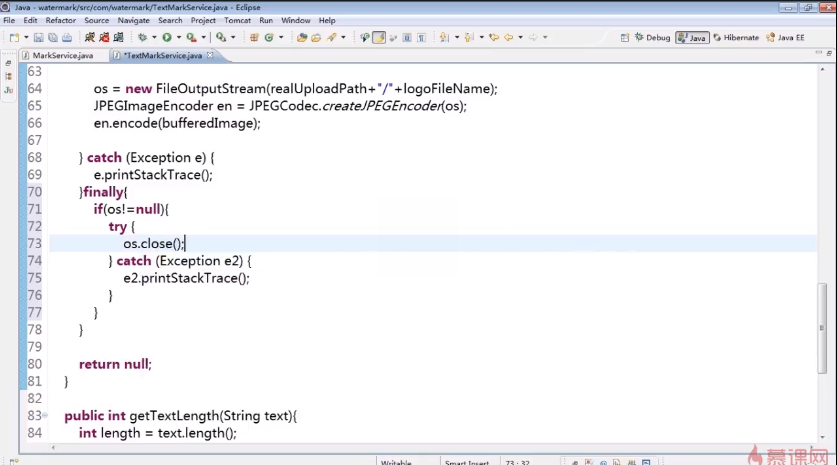 Java - watermark/src/com/watermark/TextMarkService.java - Eclipse
File Edit Source Refactor Navigate Search Project Tomcat Run Window Help
Debug Java Hibernate Java EE
MarkService.java *TextMarkService.java
63
64 os = new FileOutputStream(realUploadPath+"/"+logoFileName);
65 JPEGImageEncoder en = JPEGCodec.createJPEGEncoder(os);
66 en.encode(bufferedImage);
67
68 } catch (Exception e) {
69 e.printStackTrace();
70 }finally{
71 if(os!=null){
72 try {
73 os.close();
74 } catch (Exception e2) {
75 e2.printStackTrace();
76 }
77 }
78 }
79
80 return null;
81 }
82
83 public int getTextLength(String text){
84 int length = text.length();
Writable Smart Insert 73 : 32
慕课网